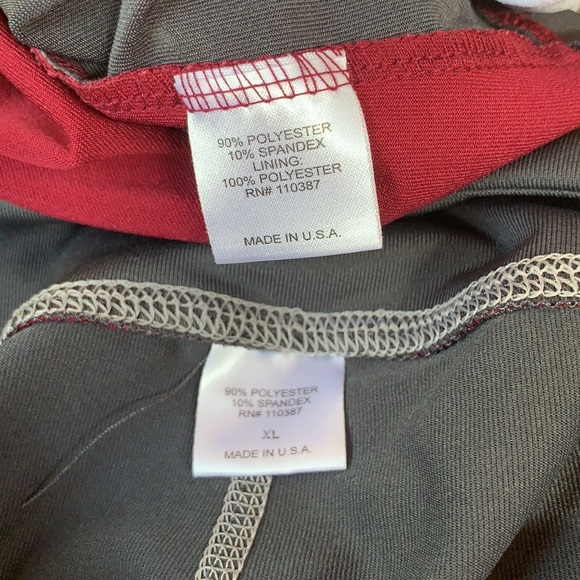 90% POLYESTER
10% SPANDEX
LINING:
100% POLYESTER
RN# 110387
MADE IN U.S.A.
90% POLYESTER
10% SPANDEX
RN# 110387
XL
MADE IN U.S.A.